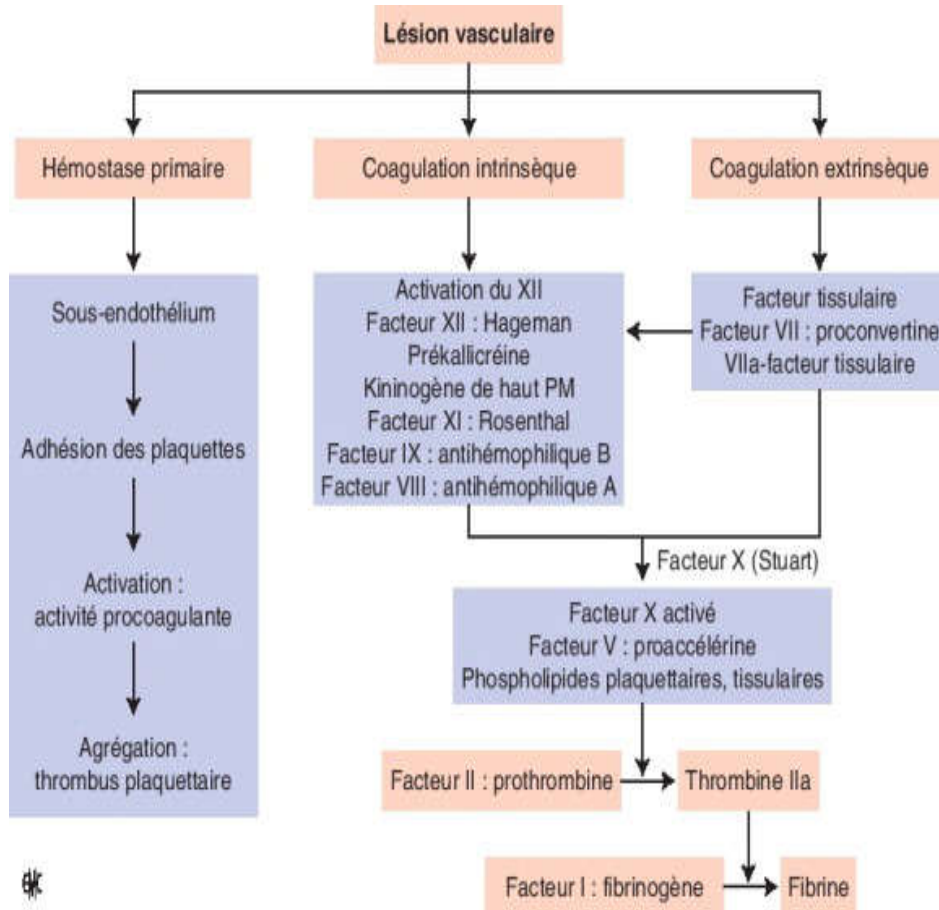 Lésion vasculaire
Hémostase primaire
Coagulation intrinsèque
Coagulation extrinsèque
Sous-endothélium
Adhésion des plaquettes
Activation :
activité procoagulante
Agrégation :
thrombus plaquettaire
Activation du XII
Facteur XII : Hageman
Prékallicréine
Kininogène de haut PM
Facteur XI : Rosenthal
Facteur IX : antihémophilique B
Facteur VIII : antihémophilique A
Facteur tissulaire
Facteur VII : proconvertine
VIIa-facteur tissulaire
Facteur X (Stuart)
Facteur X activé
Facteur V : proaccélérine
Phospholipides plaquettaires, tissulaires
Facteur II : prothrombine
Thrombine IIa
Facteur I : fibrinogène
Fibrine